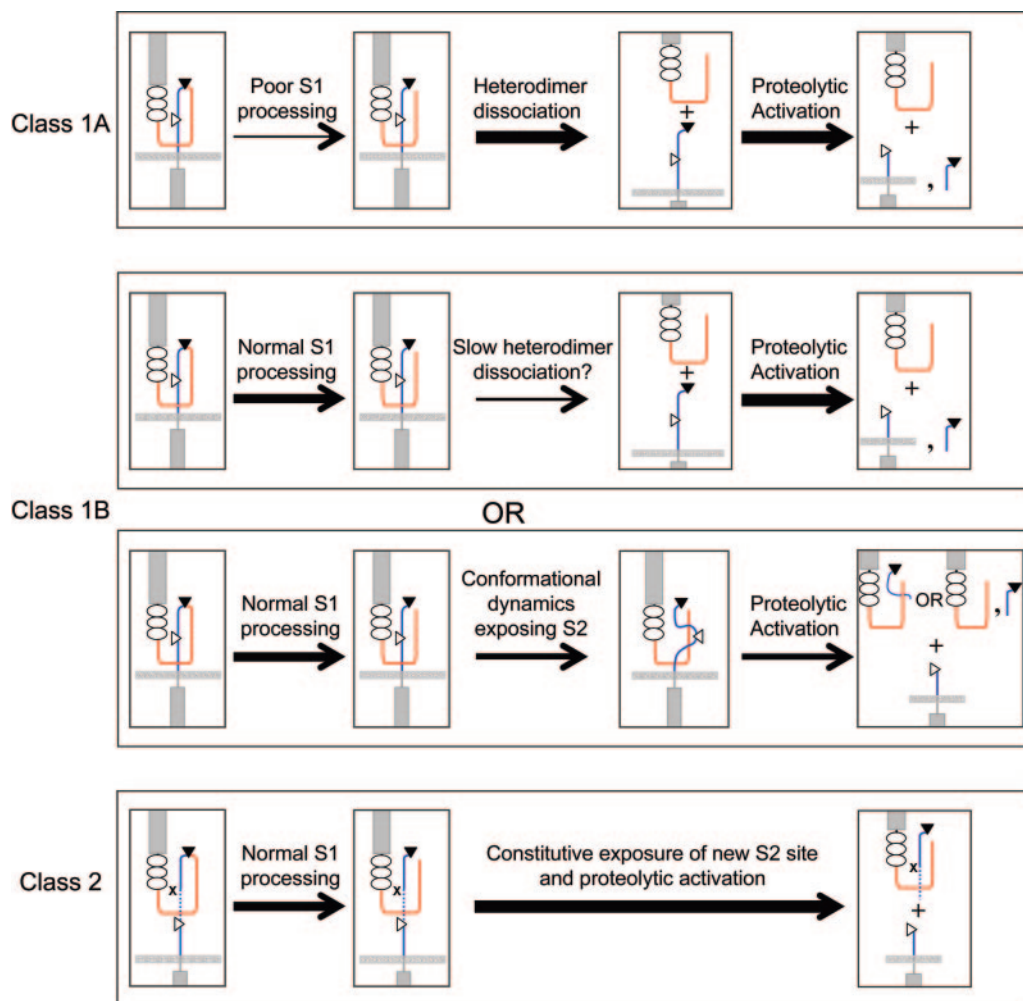 Class 1A
Poor S1
processing
Heterodimer
dissociation
Proteolytic
Activation
+
+
,
Class 1B
Normal S1
processing
Slow heterodimer
dissociation?
Proteolytic
Activation
+
+
,
OR
Normal S1
processing
Conformational
dynamics
exposing S2
Proteolytic
Activation
OR
,
+
Class 2
Normal S1
processing
Constitutive exposure of new S2 site
and proteolytic activation
x
x
x
+